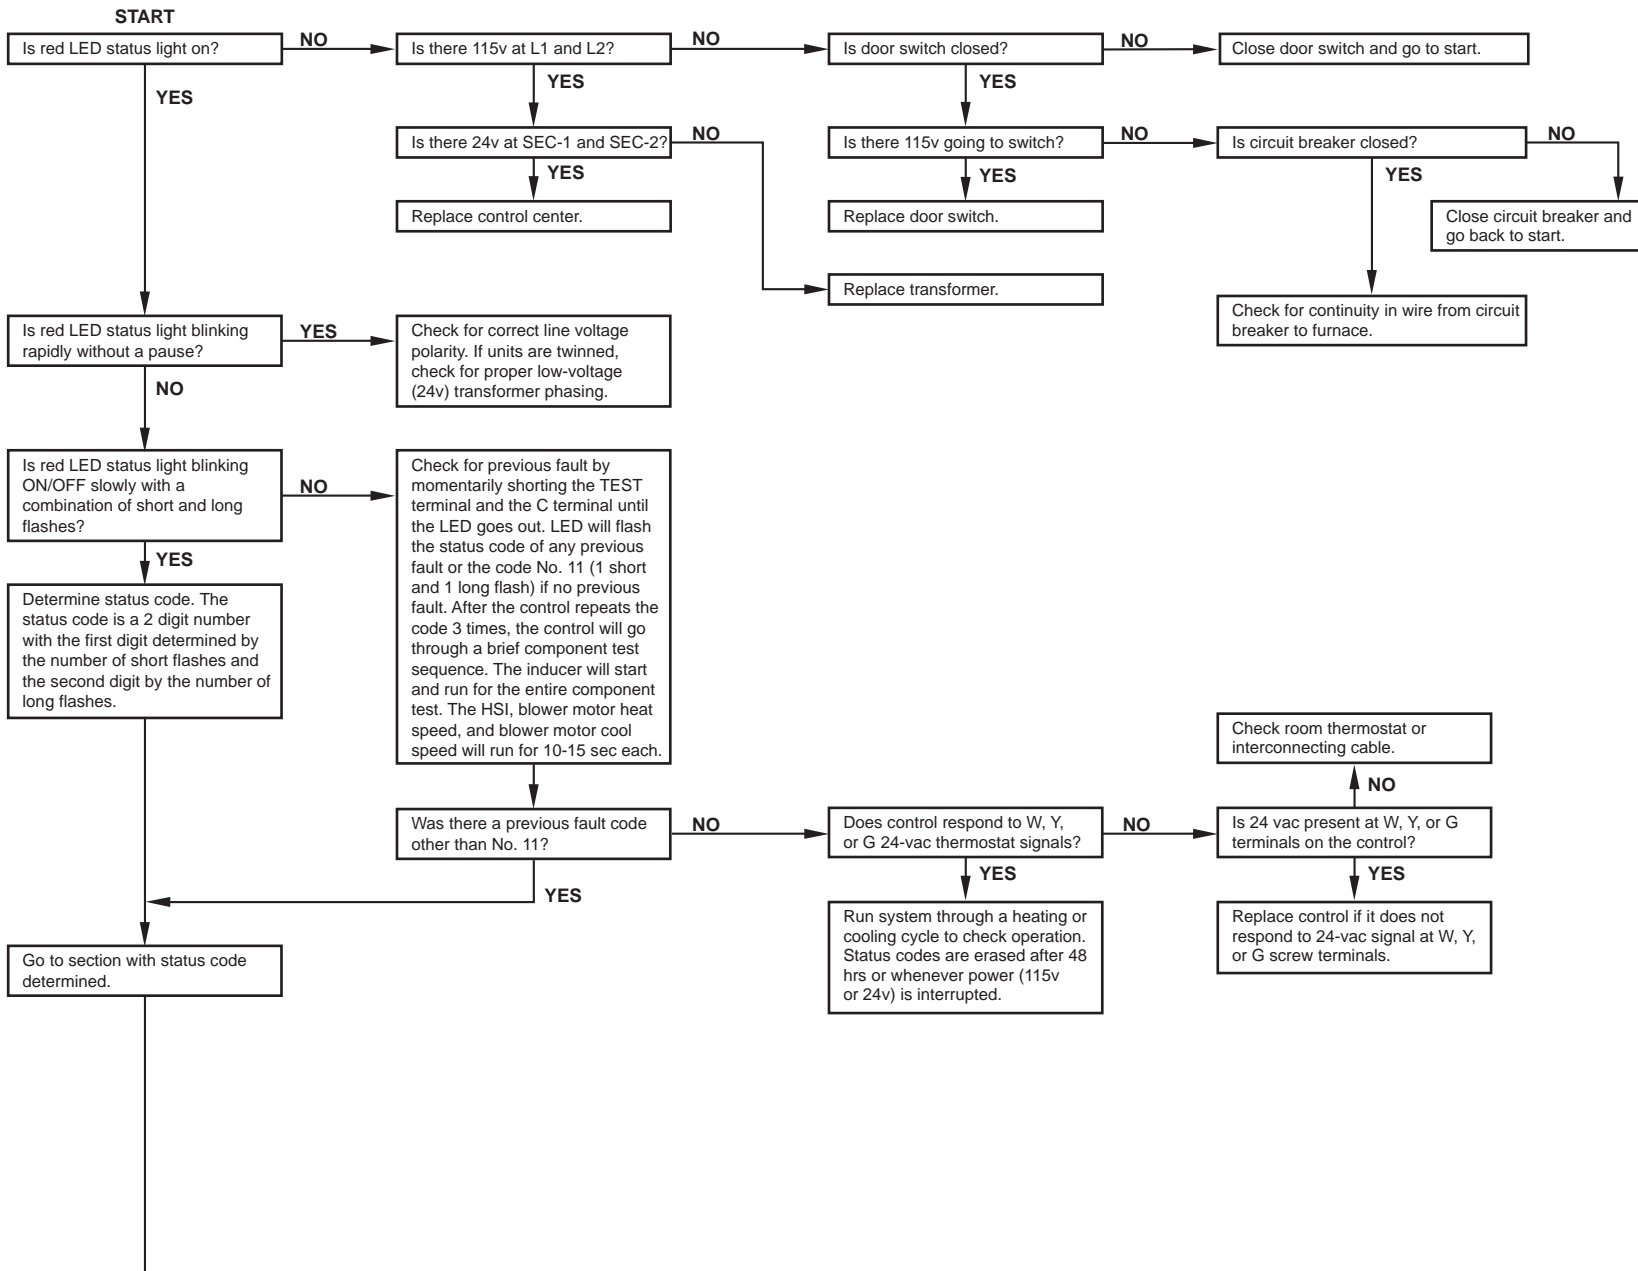 START
Is red LED status light on?
NO
Is there 115v at L1 and L2?
NO
Is door switch closed?
NO
Close door switch and go to start.
YES
YES
YES
Is there 24v at SEC-1 and SEC-2?
NO
Is there 115v going to switch?
NO
Is circuit breaker closed?
NO
YES
YES
YES
Replace control center.
Replace door switch.
Close circuit breaker and
go back to start.
Replace transformer.
Check for continuity in wire from circuit
breaker to furnace.
Is red LED status light blinking
rapidly without a pause?
YES
Check for correct line voltage
polarity. If units are twinned,
check for proper low-voltage
(24v) transformer phasing.
NO
Is red LED status light blinking
ON/OFF slowly with a
combination of short and long
flashes?
NO
Check for previous fault by
momentarily shorting the TEST
terminal and the C terminal until
the LED goes out. LED will flash
the status code of any previous
fault or the code No. 11 (1 short
and 1 long flash) if no previous
fault. After the control repeats the
code 3 times, the control will go
through a brief component test
sequence. The inducer will start
and run for the entire component
test. The HSI, blower motor heat
speed, and blower motor cool
speed will run for 10-15 sec each.
YES
Determine status code. The
status code is a 2 digit number
with the first digit determined by
the number of short flashes and
the second digit by the number of
long flashes.
Check room thermostat or
interconnecting cable.
NO
Was there a previous fault code
other than No. 11?
NO
Does control respond to W, Y,
or G 24-vac thermostat signals?
NO
Is 24 vac present at W, Y, or G
terminals on the control?
YES
YES
YES
Run system through a heating or
cooling cycle to check operation.
Status codes are erased after 48
hrs or whenever power (115v
or 24v) is interrupted.
Replace control if it does not
respond to 24-vac signal at W, Y,
or G screw terminals.
Go to section with status code
determined.